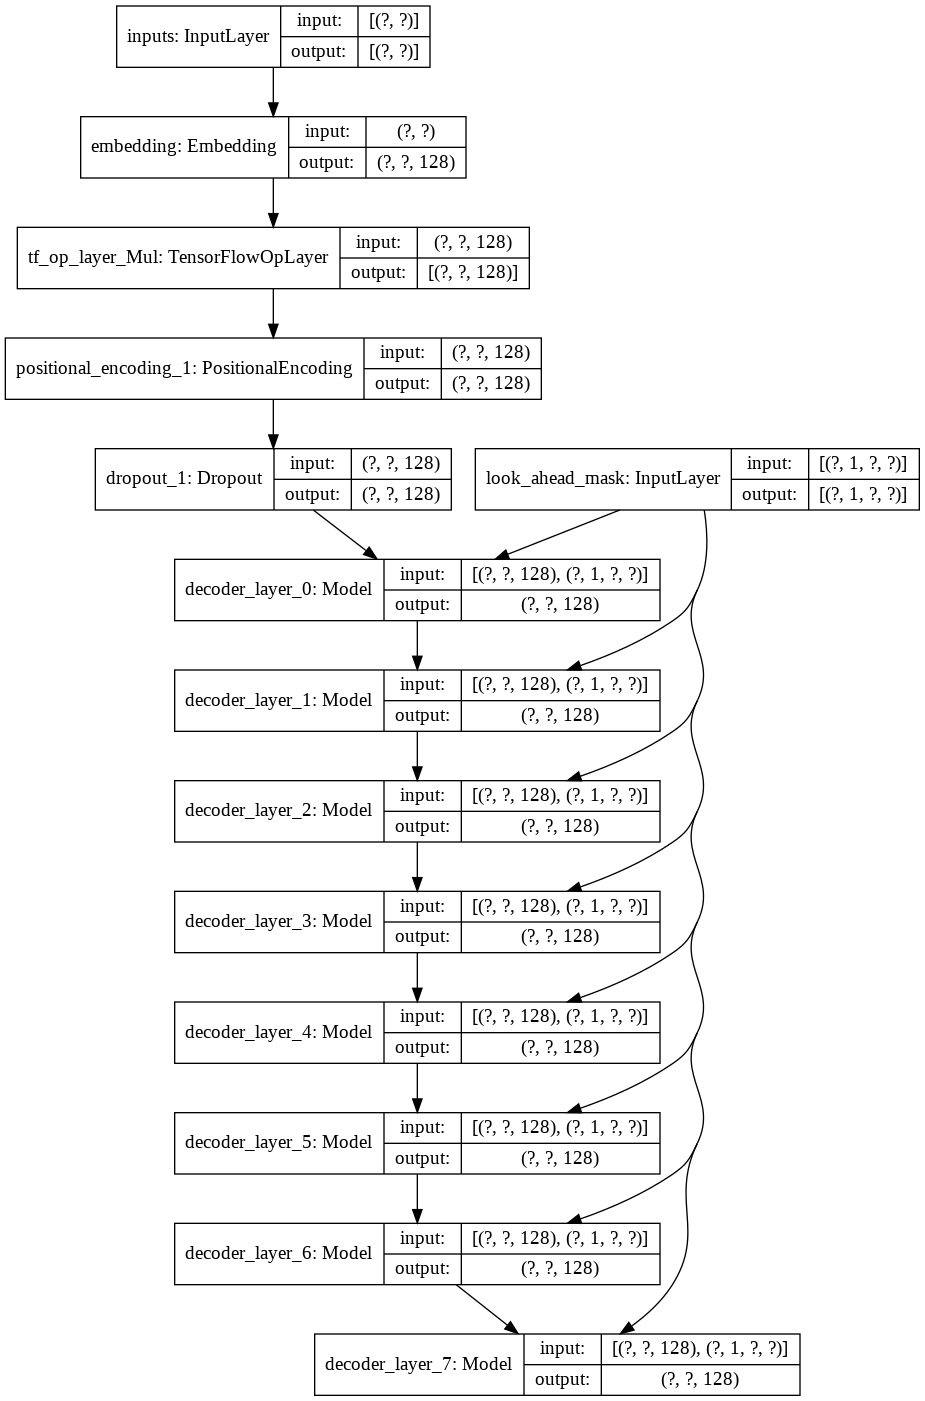 inputs: InputLayer
input:
[(?, ?)]
output:
[(?, ?)]
embedding: Embedding
input:
(?, ?)
output:
(?, ?, 128)
tf_op_layer_Mul: TensorFlowOpLayer
input:
(?, ?, 128)
output:
[(?, ?, 128)]
positional_encoding_1: PositionalEncoding
input:
(?, ?, 128)
output:
(?, ?, 128)
dropout_1: Dropout
input:
(?, ?, 128)
output:
(?, ?, 128)
look_ahead_mask: InputLayer
input:
[(?, 1, ?, ?)]
output:
[(?, 1, ?, ?)]
decoder_layer_0: Model
input:
[(?, ?, 128), (?, 1, ?, ?)]
output:
(?, ?, 128)
decoder_layer_1: Model
input:
[(?, ?, 128), (?, 1, ?, ?)]
output:
(?, ?, 128)
decoder_layer_2: Model
input:
[(?, ?, 128), (?, 1, ?, ?)]
output:
(?, ?, 128)
decoder_layer_3: Model
input:
[(?, ?, 128), (?, 1, ?, ?)]
output:
(?, ?, 128)
decoder_layer_4: Model
input:
[(?, ?, 128), (?, 1, ?, ?)]
output:
(?, ?, 128)
decoder_layer_5: Model
input:
[(?, ?, 128), (?, 1, ?, ?)]
output:
(?, ?, 128)
decoder_layer_6: Model
input:
[(?, ?, 128), (?, 1, ?, ?)]
output:
(?, ?, 128)
decoder_layer_7: Model
input:
[(?, ?, 128), (?, 1, ?, ?)]
output:
(?, ?, 128)